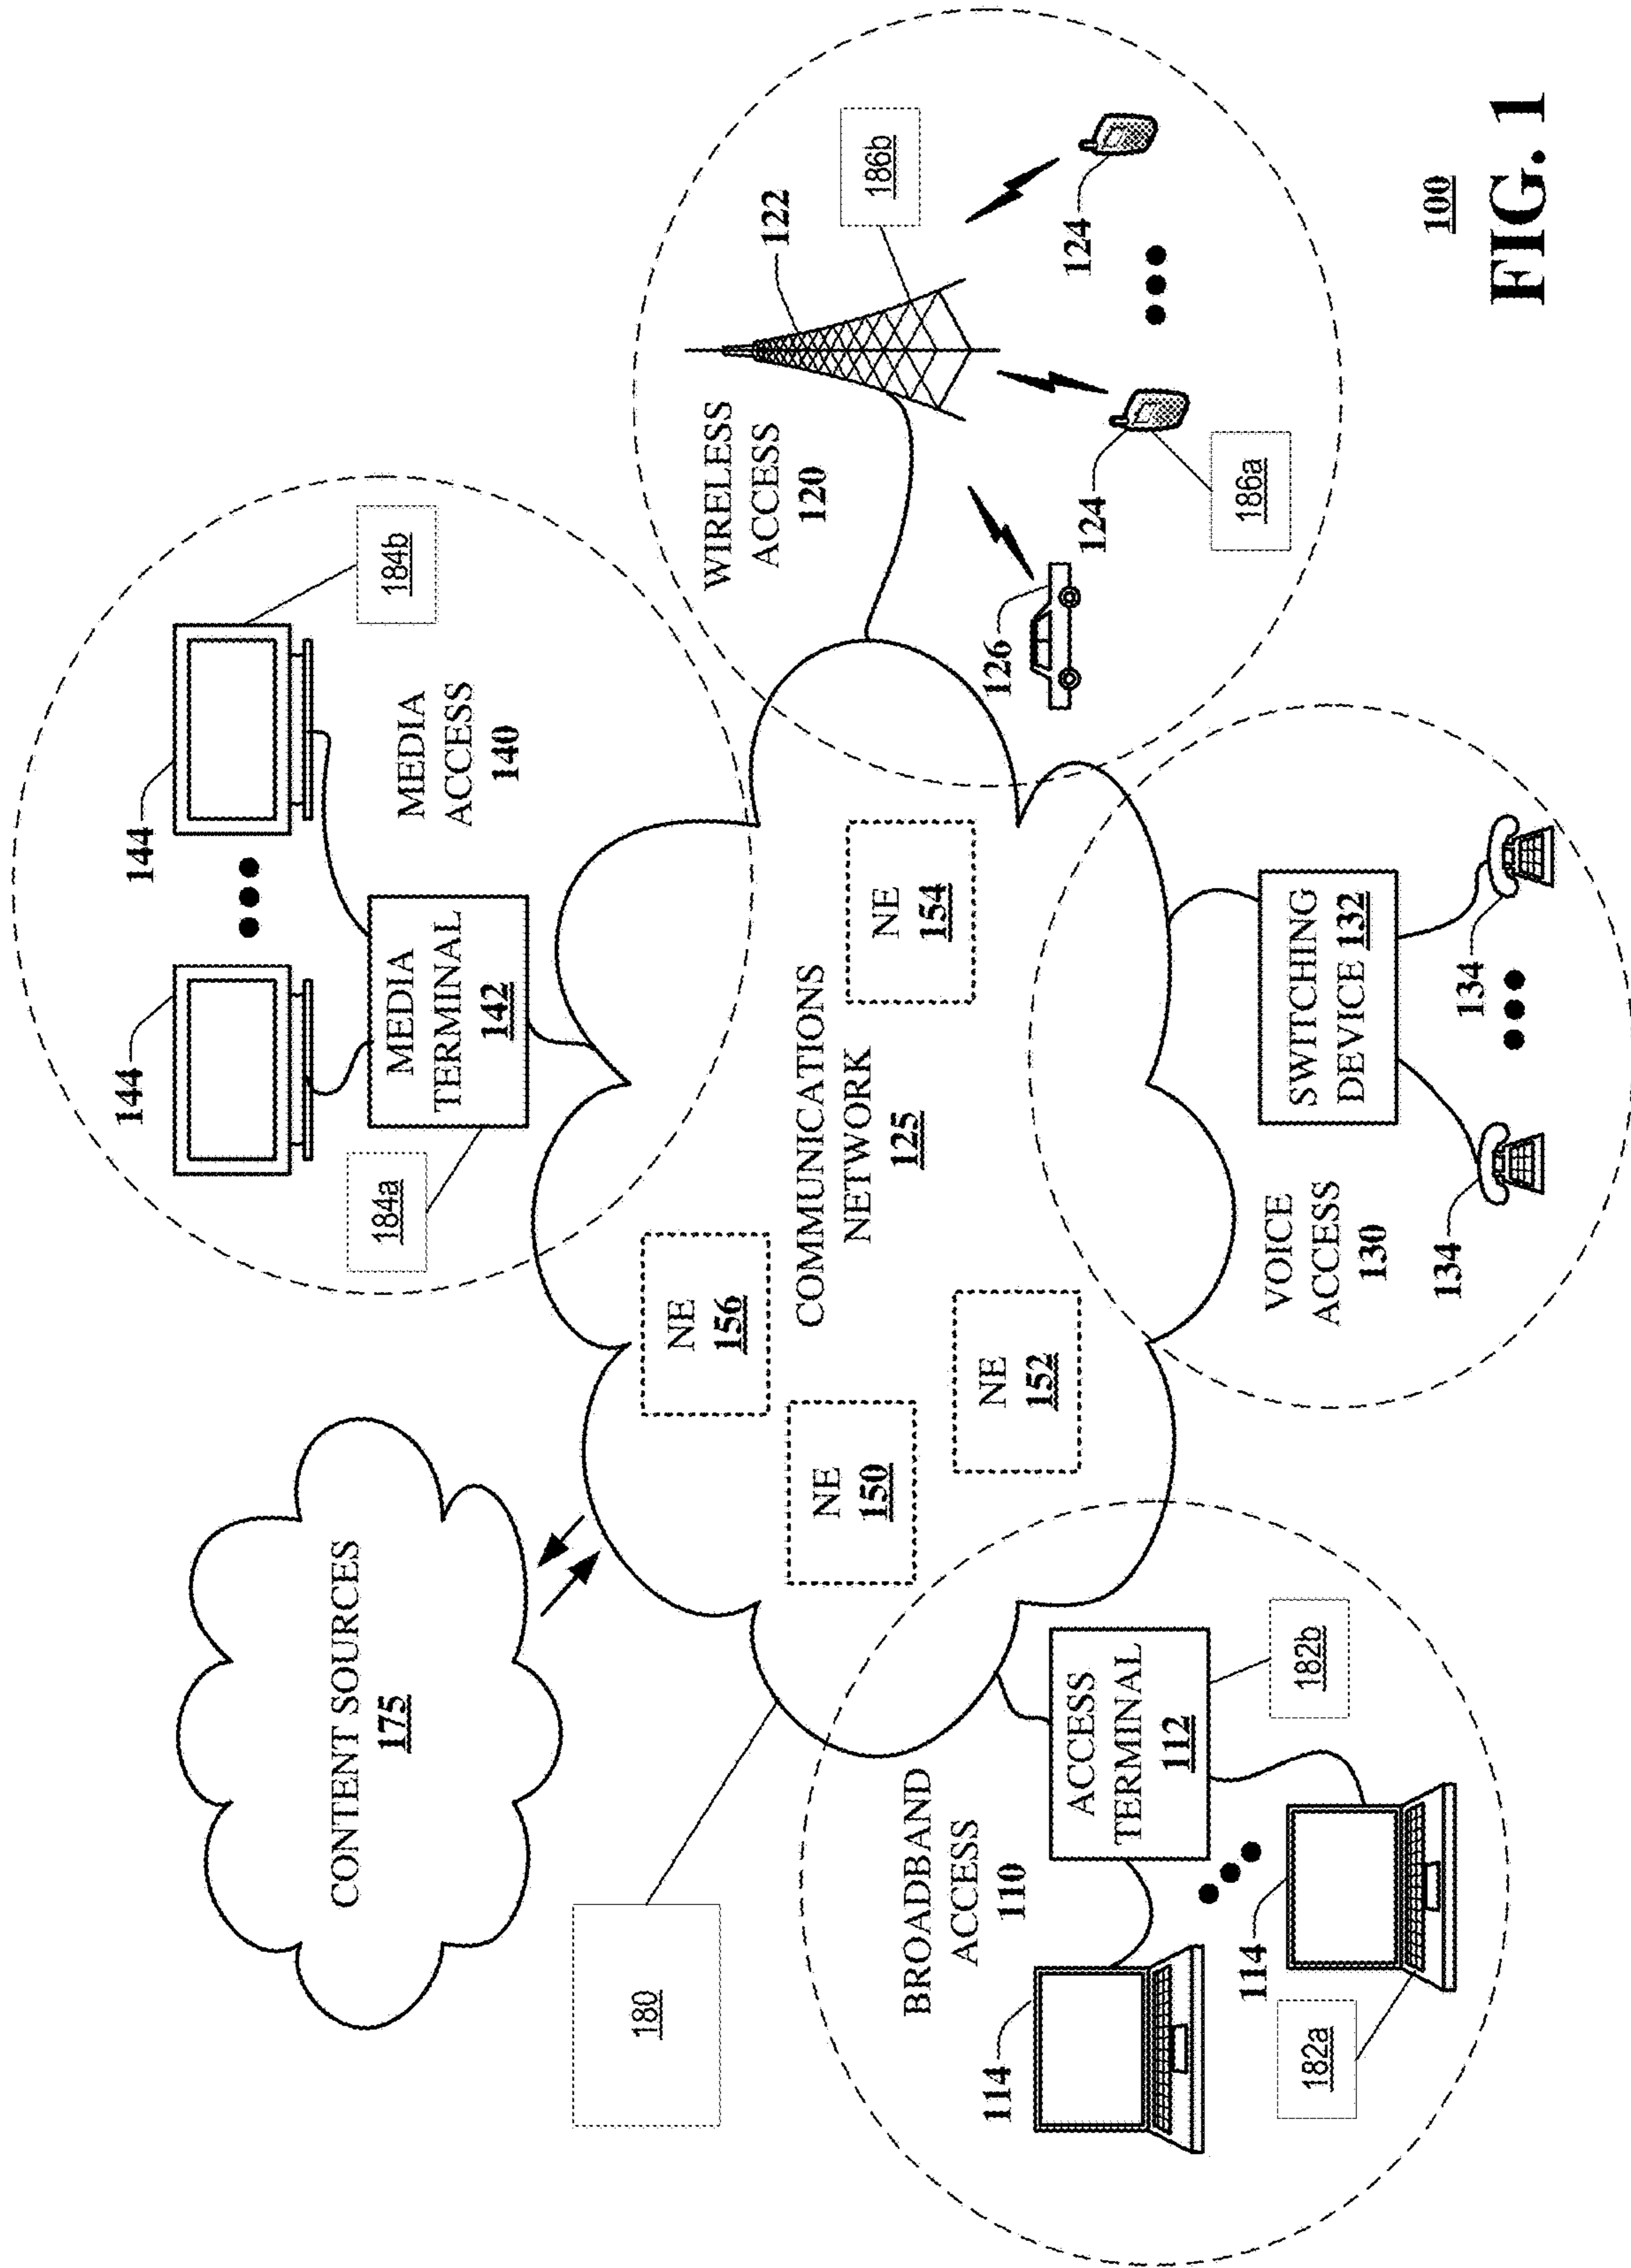 CONTENT SOURCES
175
180
144
144
184a
MEDIA
TERMINAL
142
184b
MEDIA
ACCESS
140
NE
156
NE
150
NE
152
COMMUNICATIONS
NETWORK
125
NE
154
WIRELESS
ACCESS
120
122
186b
126
124
186a
124
BROADBAND
ACCESS
110
114
ACCESS
TERMINAL
112
182b
114
182a
VOICE
ACCESS
130
SWITCHING
DEVICE 132
134
134
100
FIG. 1